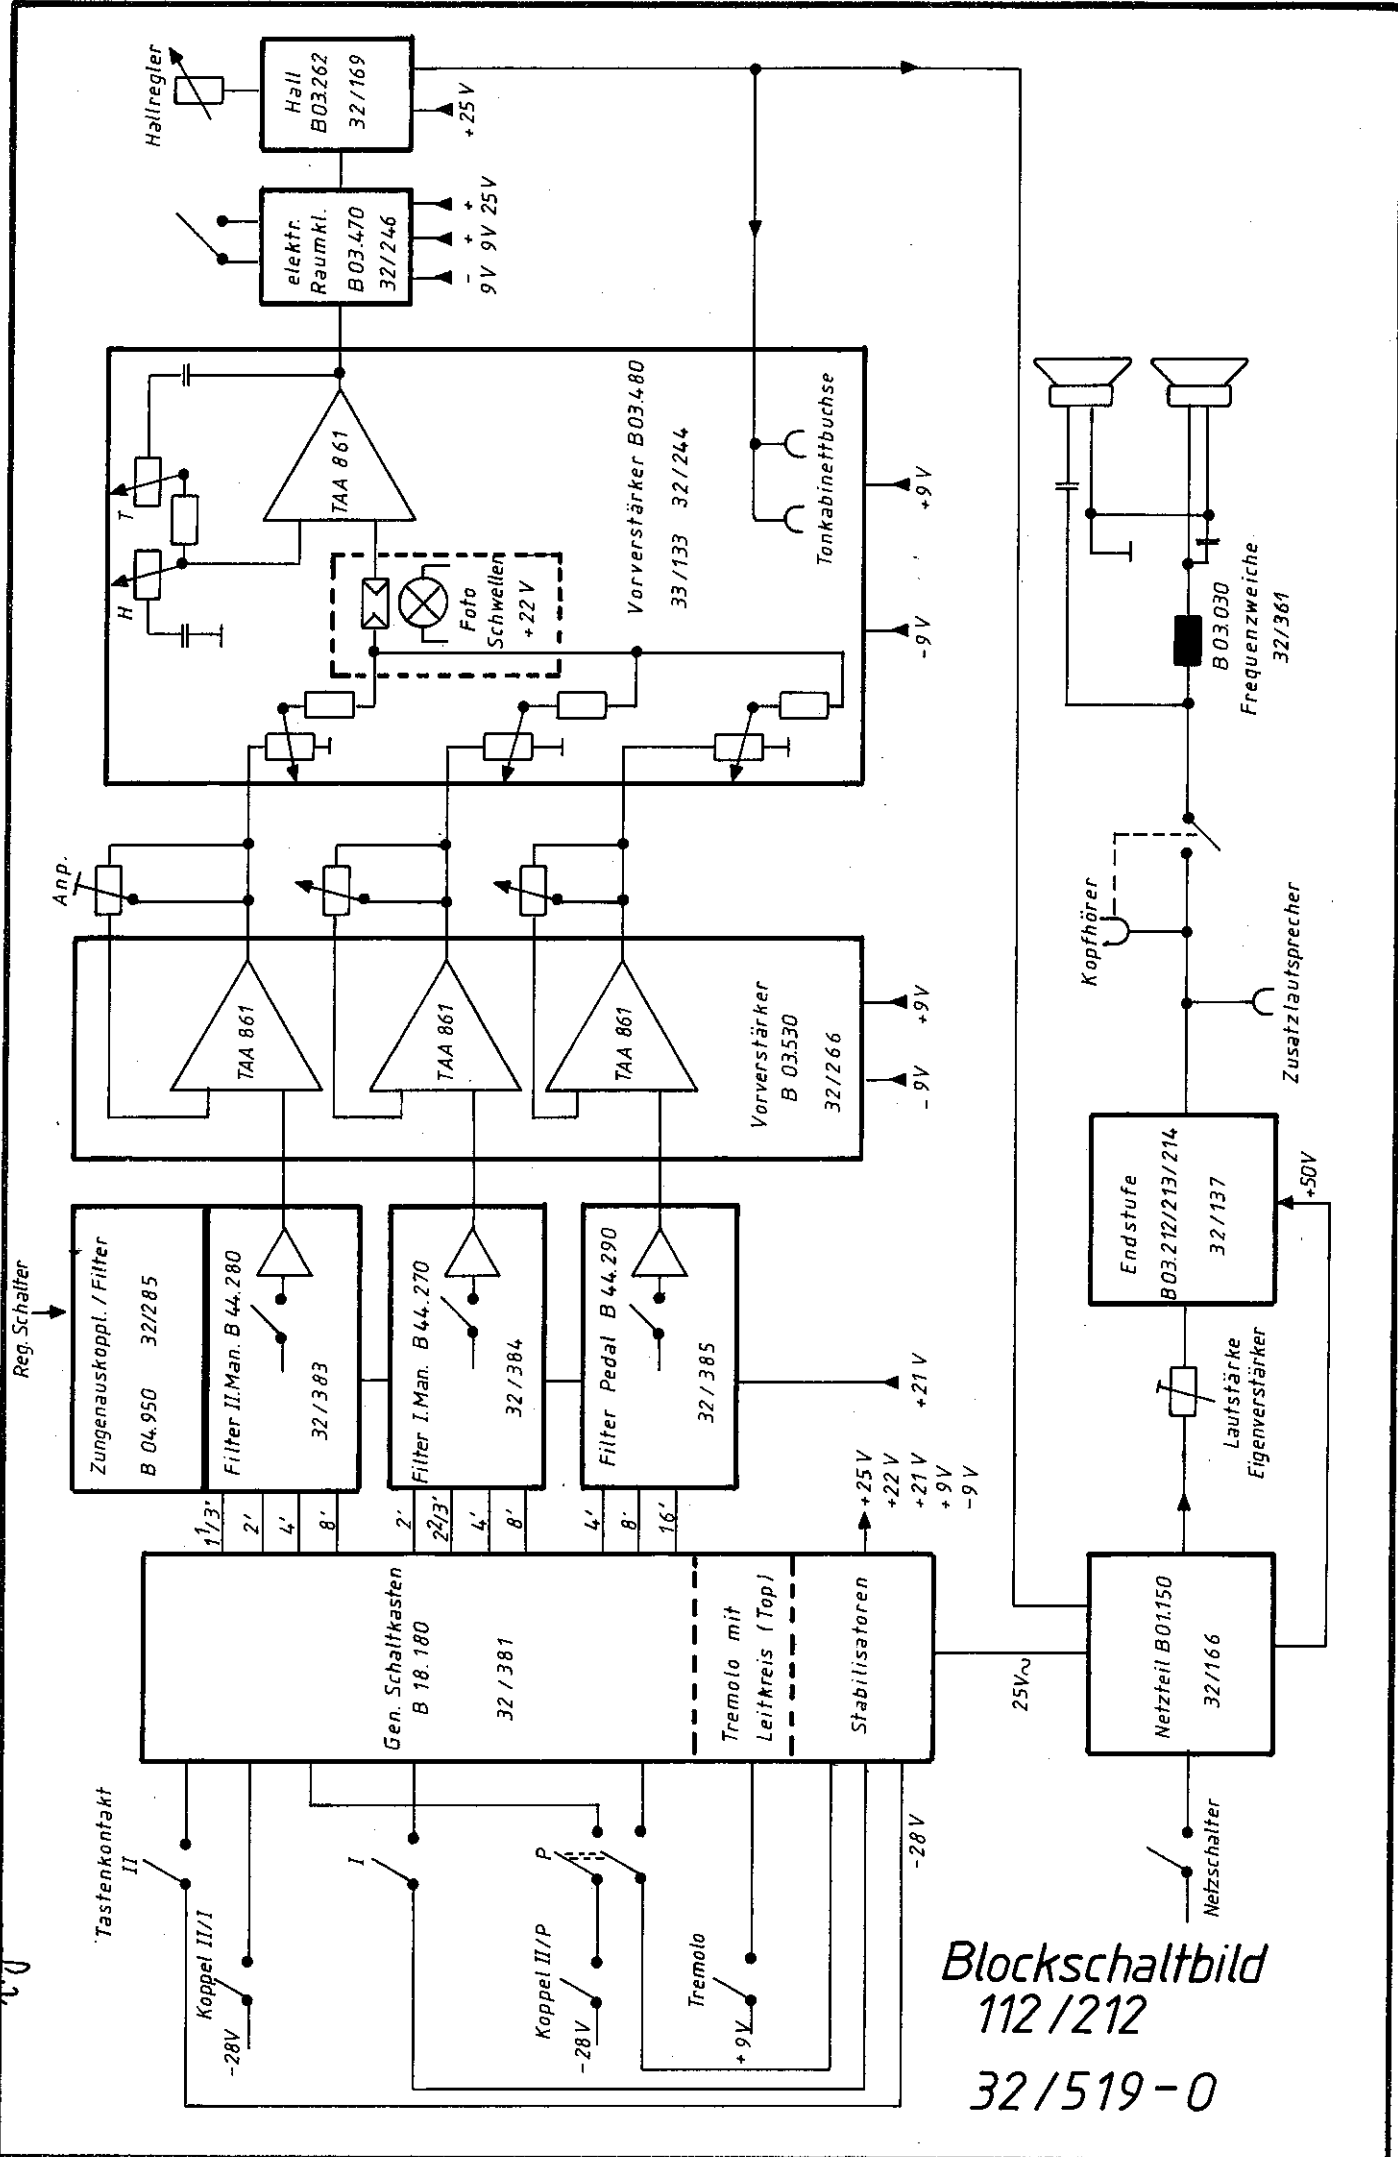 Reg. Schalter
Tastenkontakt
II
Koppel II/I
-28V
I
P
Koppel II/P
-28V
Tremolo
+9V
-28V
Gen. Schaltkasten
B 18.180
32/381
Tremolo mit
Leitkreis (Top)
Stabilisatoren
+25V
+22V
+21V
+9V
-9V
1 1/3'
2'
4'
8'
2'
2 2/3'
4'
8'
4'
8'
16'
Zungenauskoppl./Filter
B 04.950 32/285
Filter II.Man. B 44.280
32/383
Filter I.Man. B 44.270
32/384
Filter Pedal B 44.290
32/385
+21V
TAA 861
TAA 861
TAA 861
Vorverstärker
B 03.530
32/266
-9V
+9V
Anp.
H
T
TAA 861
Foto
Schwellen
+22V
Vorverstärker B03.480
33/133 32/244
Tonkabinettbuchse
-9V
+9V
elektr.
Raumkl.
B03.470
32/246
- + +
9V 9V 25V
Hallregler
Hall
B03.262
32/169
+25V
25V~
Netzteil B01.150
32/166
Netzschalter
Lautstärke
Eigenverstärker
Endstufe
B03.212/213/214
32/137
+50V
Kopfhörer
Zusatzlautsprecher
B03.030
Frequenzweiche
32/361
Blockschaltbild
112/212
32/519-0